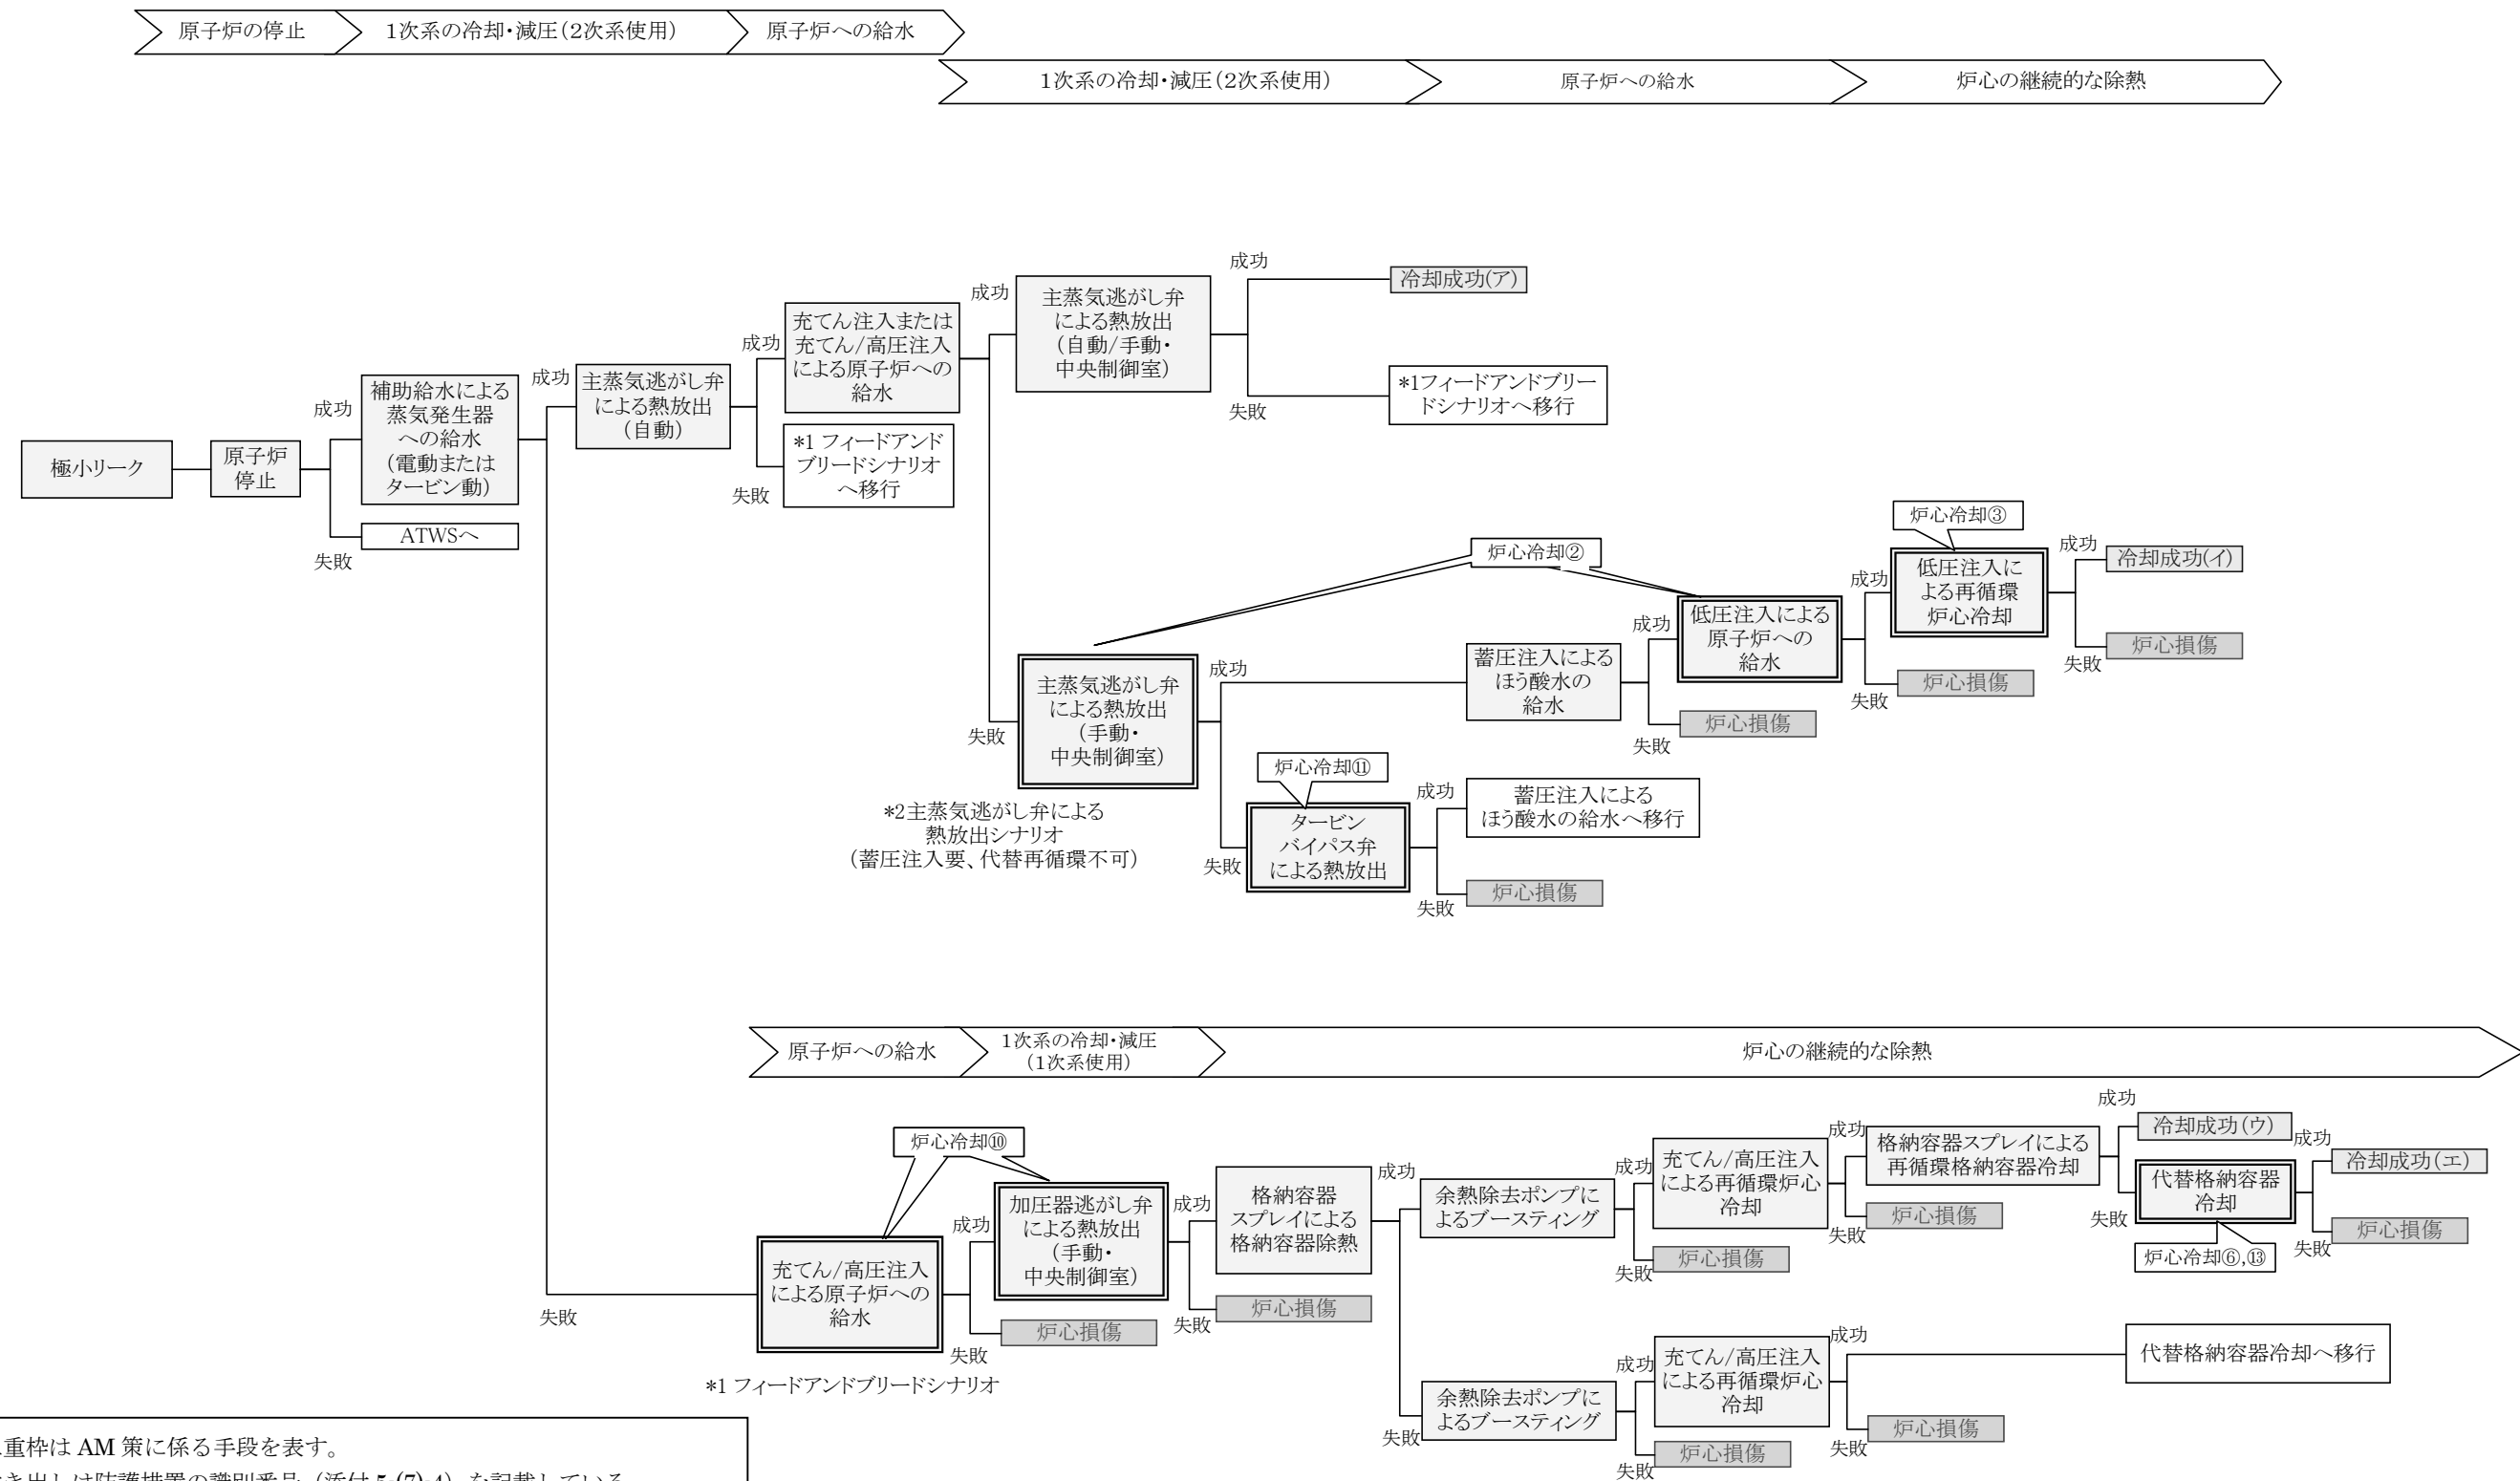 原子炉の停止
1次系の冷却・減圧(2次系使用)
原子炉への給水
1次系の冷却・減圧(2次系使用)
原子炉への給水
炉心の継続的な除熱
極小リーク
原子炉
停止
成功
失敗
補助給水による
蒸気発生器
への給水
(電動または
タービン動)
ATWSへ
成功
失敗
主蒸気逃がし弁
による熱放出
(自動)
成功
失敗
充てん注入または
充てん/高圧注入
による原子炉への
給水
*1 フィードアンド
ブリードシナリオ
へ移行
成功
失敗
主蒸気逃がし弁
による熱放出
(自動/手動・
中央制御室)
成功
失敗
冷却成功(ア)
*1フィードアンドブリー
ドシナリオへ移行
炉心冷却②
主蒸気逃がし弁
による熱放出
(手動・
中央制御室)
*2主蒸気逃がし弁による
熱放出シナリオ
(蓄圧注入要、代替再循環不可)
成功
失敗
蓄圧注入による
ほう酸水の
給水
成功
失敗
低圧注入による
原子炉への
給水
炉心損傷
成功
失敗
炉心冷却③
低圧注入に
よる再循環
炉心冷却
炉心損傷
成功
失敗
冷却成功(イ)
炉心損傷
炉心冷却⑪
タービン
バイパス弁
による熱放出
成功
失敗
蓄圧注入による
ほう酸水の給水へ移行
炉心損傷
原子炉への給水
1次系の冷却・減圧
(1次系使用)
炉心の継続的な除熱
炉心冷却⑩
充てん/高圧注入
による原子炉への
給水
*1 フィードアンドブリードシナリオ
成功
失敗
加圧器逃がし弁
による熱放出
(手動・
中央制御室)
炉心損傷
成功
失敗
格納容器
スプレイによる
格納容器除熱
炉心損傷
成功
失敗
余熱除去ポンプに
よるブースティング
成功
失敗
充てん/高圧注入
による再循環炉心
冷却
炉心損傷
成功
失敗
格納容器スプレイによる
再循環格納容器冷却
炉心損傷
成功
失敗
冷却成功(ウ)
代替格納容器
冷却
炉心冷却⑥,⑬
成功
失敗
冷却成功(エ)
炉心損傷
余熱除去ポンプに
よるブースティング
成功
失敗
充てん/高圧注入
による再循環炉心
冷却
炉心損傷
成功
失敗
代替格納容器冷却へ移行
炉心損傷
重枠は AM 策に係る手段を表す。
き出しは防護措置の識別番号(添付 5-(7)-4)を記載している